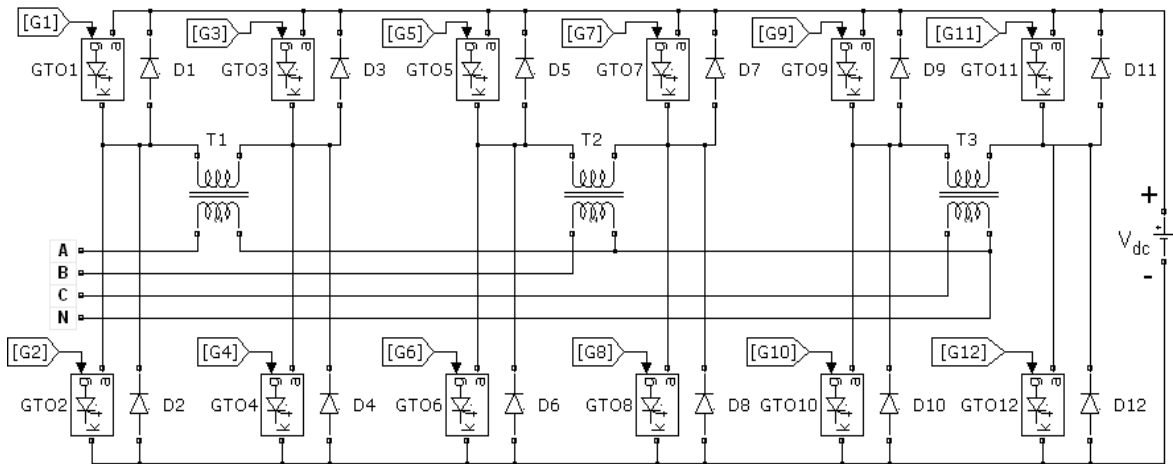 [G1] [G3] [G5] [G7] [G9] [G11]
g a g a g a g a g a g a
GTO1 D1 GTO3 D3 GTO5 D5 GTO7 D7 GTO9 D9 GTO11 D11
k k k k k k
T1 T2 T3
+
A
Vdc
B
-
C
N
[G2] [G4] [G6] [G8] [G10] [G12]
g a g a g a g a g a g a
GTO2 D2 GTO4 D4 GTO6 D6 GTO8 D8 GTO10 D10 GTO12 D12
k k k k k k